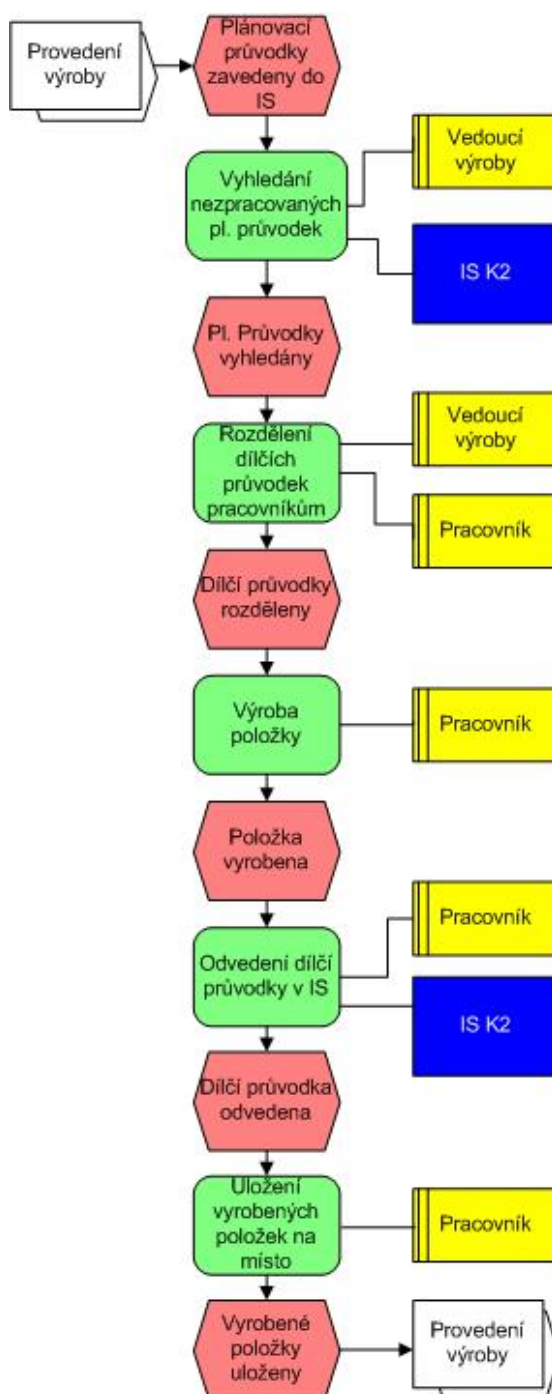 Provedení
výroby
Plánovací
průvodky
zavedeny do
IS
Vyhledání
nezpracovaných
pl. průvodek
Vedoucí
výroby
IS K2
Pl. Průvodky
vyhledány
Rozdělení
dílčích
průvodek
pracovníkům
Vedoucí
výroby
Pracovník
Dílčí průvodky
rozděleny
Výroba
položky
Pracovník
Položka
vyrobena
Odvedení dílčí
průvodky v IS
Pracovník
IS K2
Dílčí průvodka
odvedena
Uložení
vyrobených
položek na
místo
Pracovník
Vyrobené
položky
uloženy
Provedení
výroby